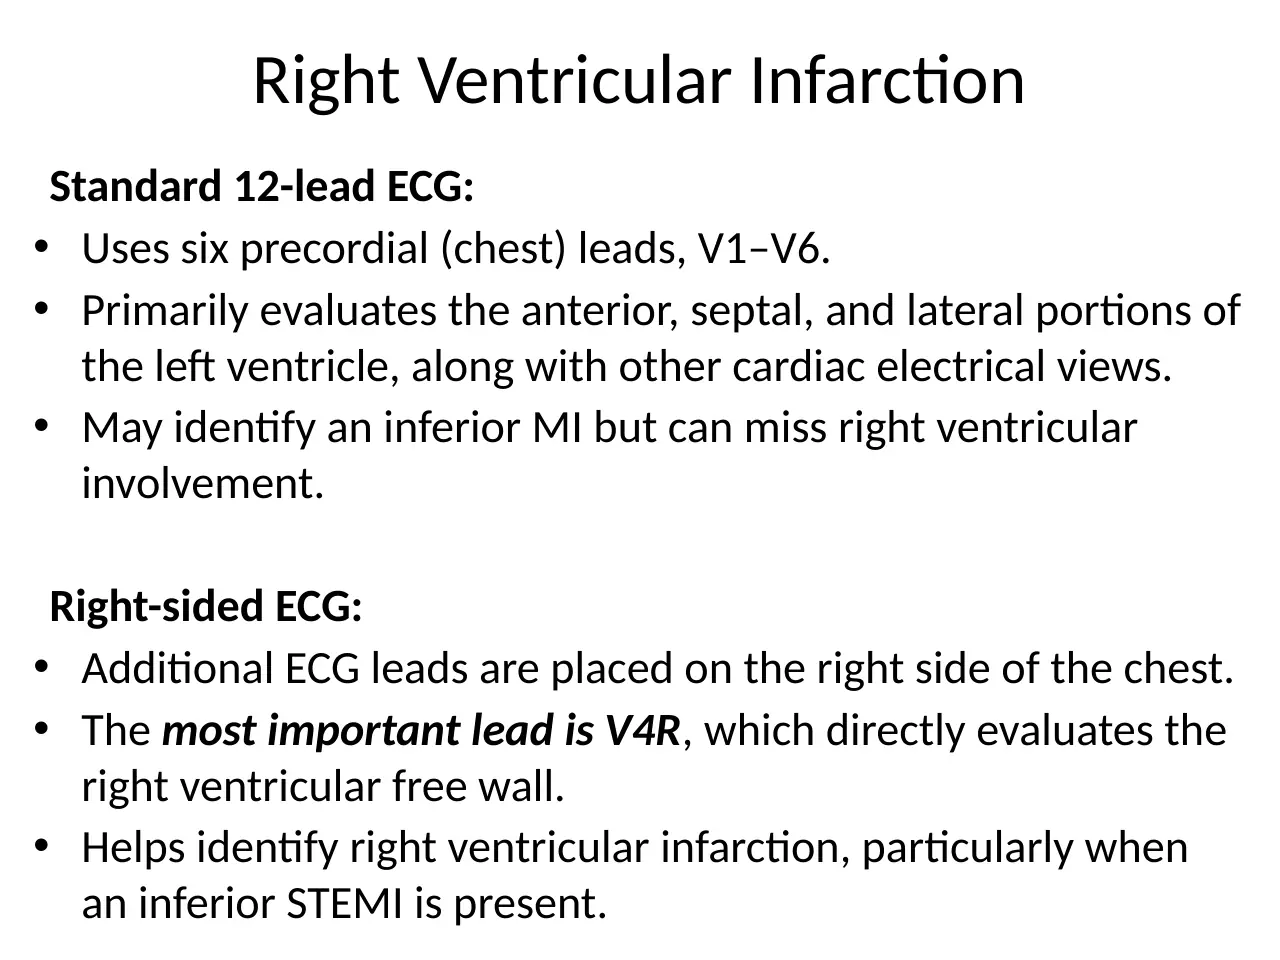 Right Ventricular Infarction
Standard 12-lead ECG:
• Uses six precordial (chest) leads, V1–V6.
• Primarily evaluates the anterior, septal, and lateral portions of
the left ventricle, along with other cardiac electrical views.
• May identify an inferior MI but can miss right ventricular
involvement.
Right-sided ECG:
• Additional ECG leads are placed on the right side of the chest.
• The most important lead is V4R, which directly evaluates the
right ventricular free wall.
• Helps identify right ventricular infarction, particularly when
an inferior STEMI is present.